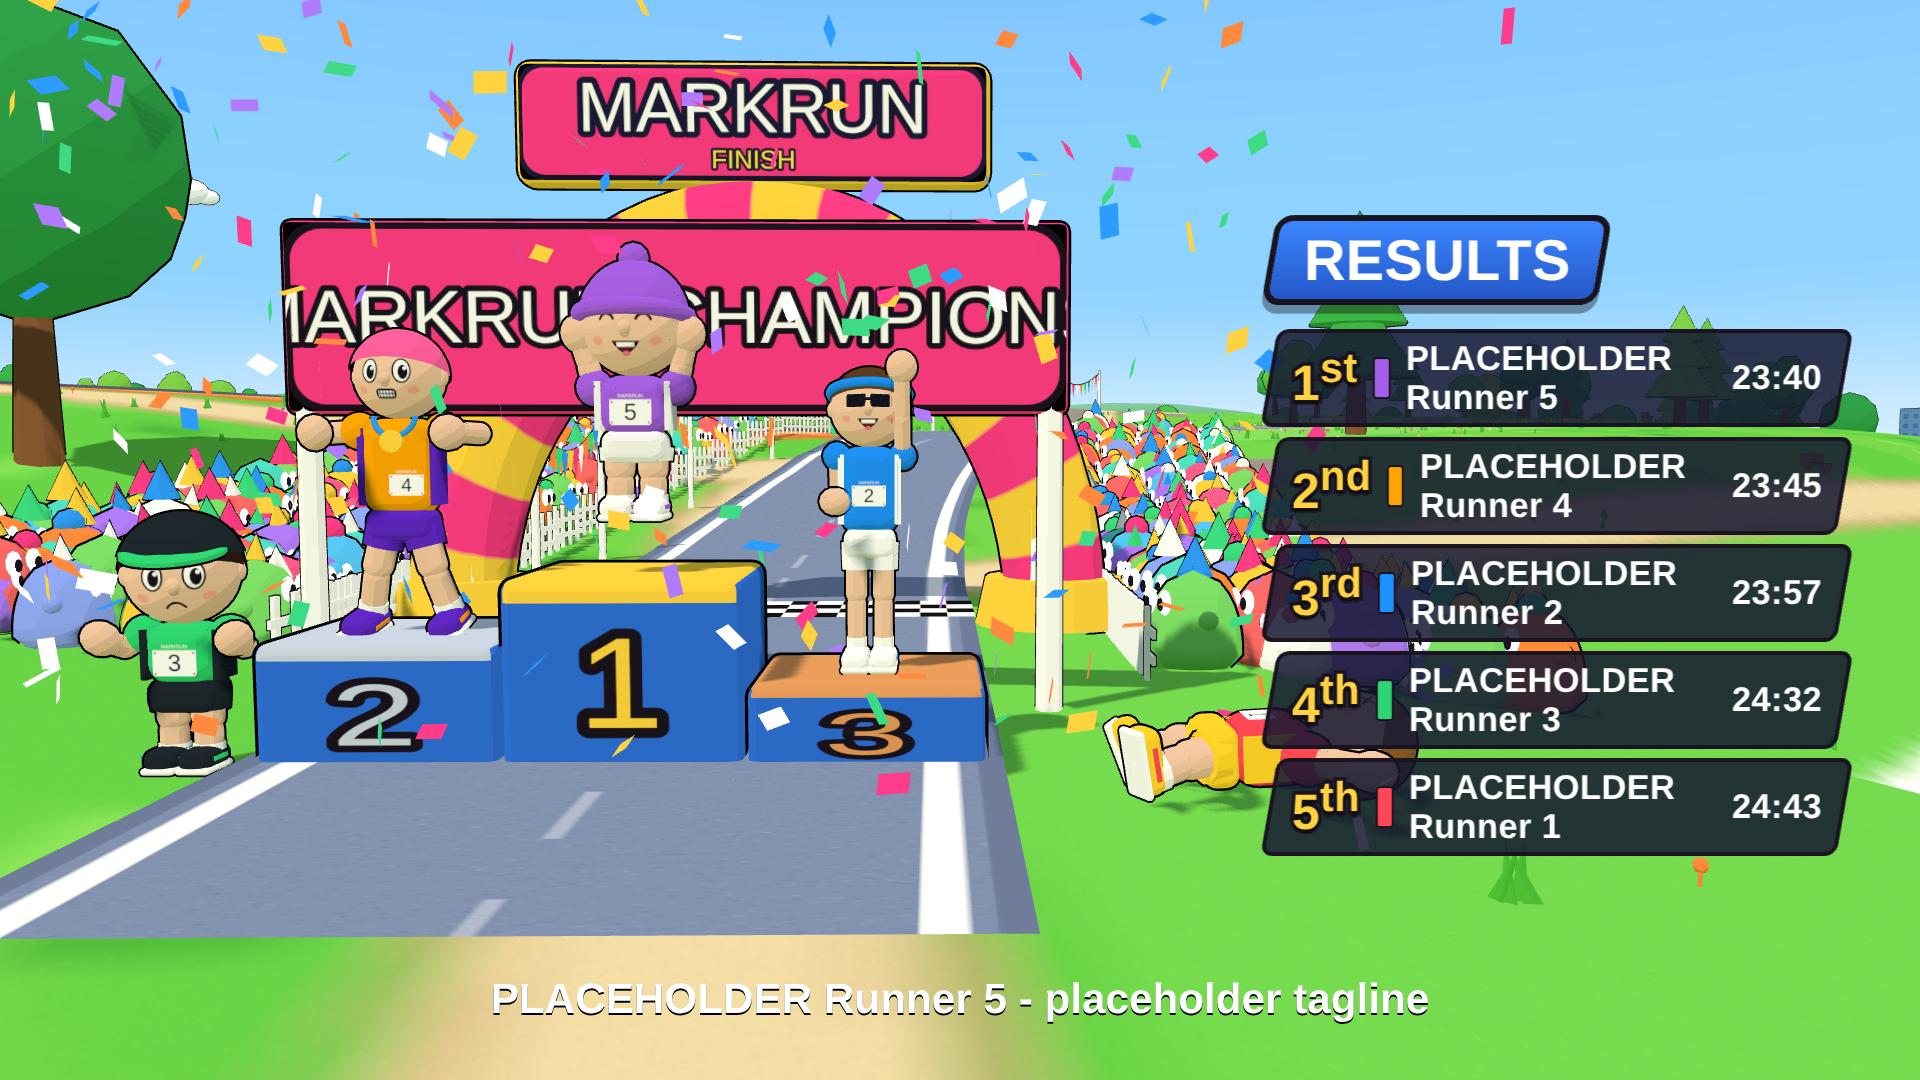 MARKRUN
FINISH
CHAMPION
5
4
2
3
1
2
3
RESULTS
1st PLACEHOLDER Runner 5 23:40
2nd PLACEHOLDER Runner 4 23:45
3rd PLACEHOLDER Runner 2 23:57
4th PLACEHOLDER Runner 3 24:32
5th PLACEHOLDER Runner 1 24:43
PLACEHOLDER Runner 5 - placeholder tagline